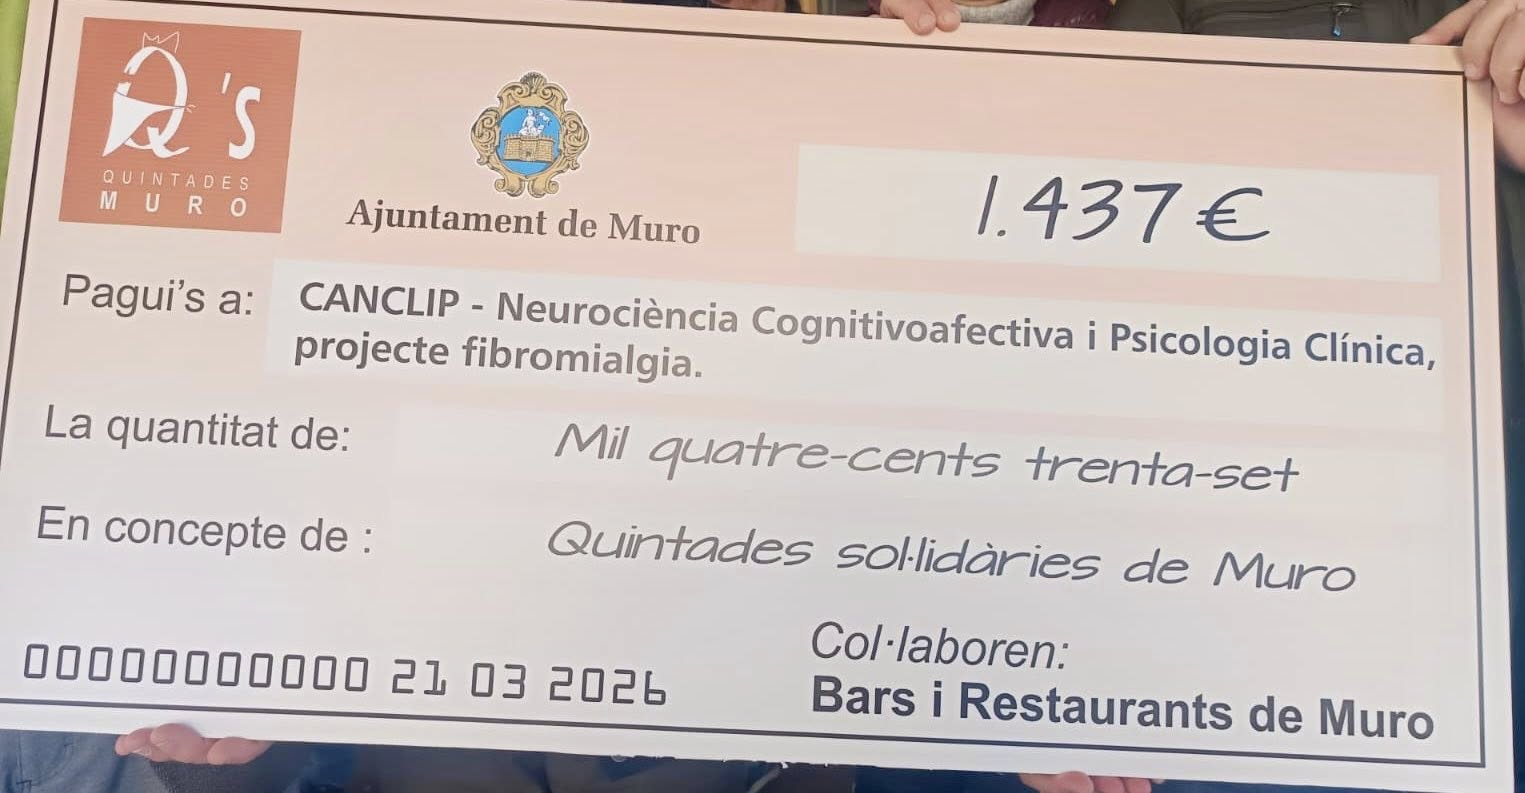 Q's
QUINTADES
MURO
Ajuntament de Muro
1.437 €
Pagui's a: CANCLIP - Neurociència Cognitivoafectiva i Psicologia Clínica,
projecte fibromialgia.
La quantitat de: Mil quatre-cents trenta-set
En concepte de : Quintades sol·lidàries de Muro
Col·laboren:
Bars i Restaurants de Muro
00000000000 21 03 2026